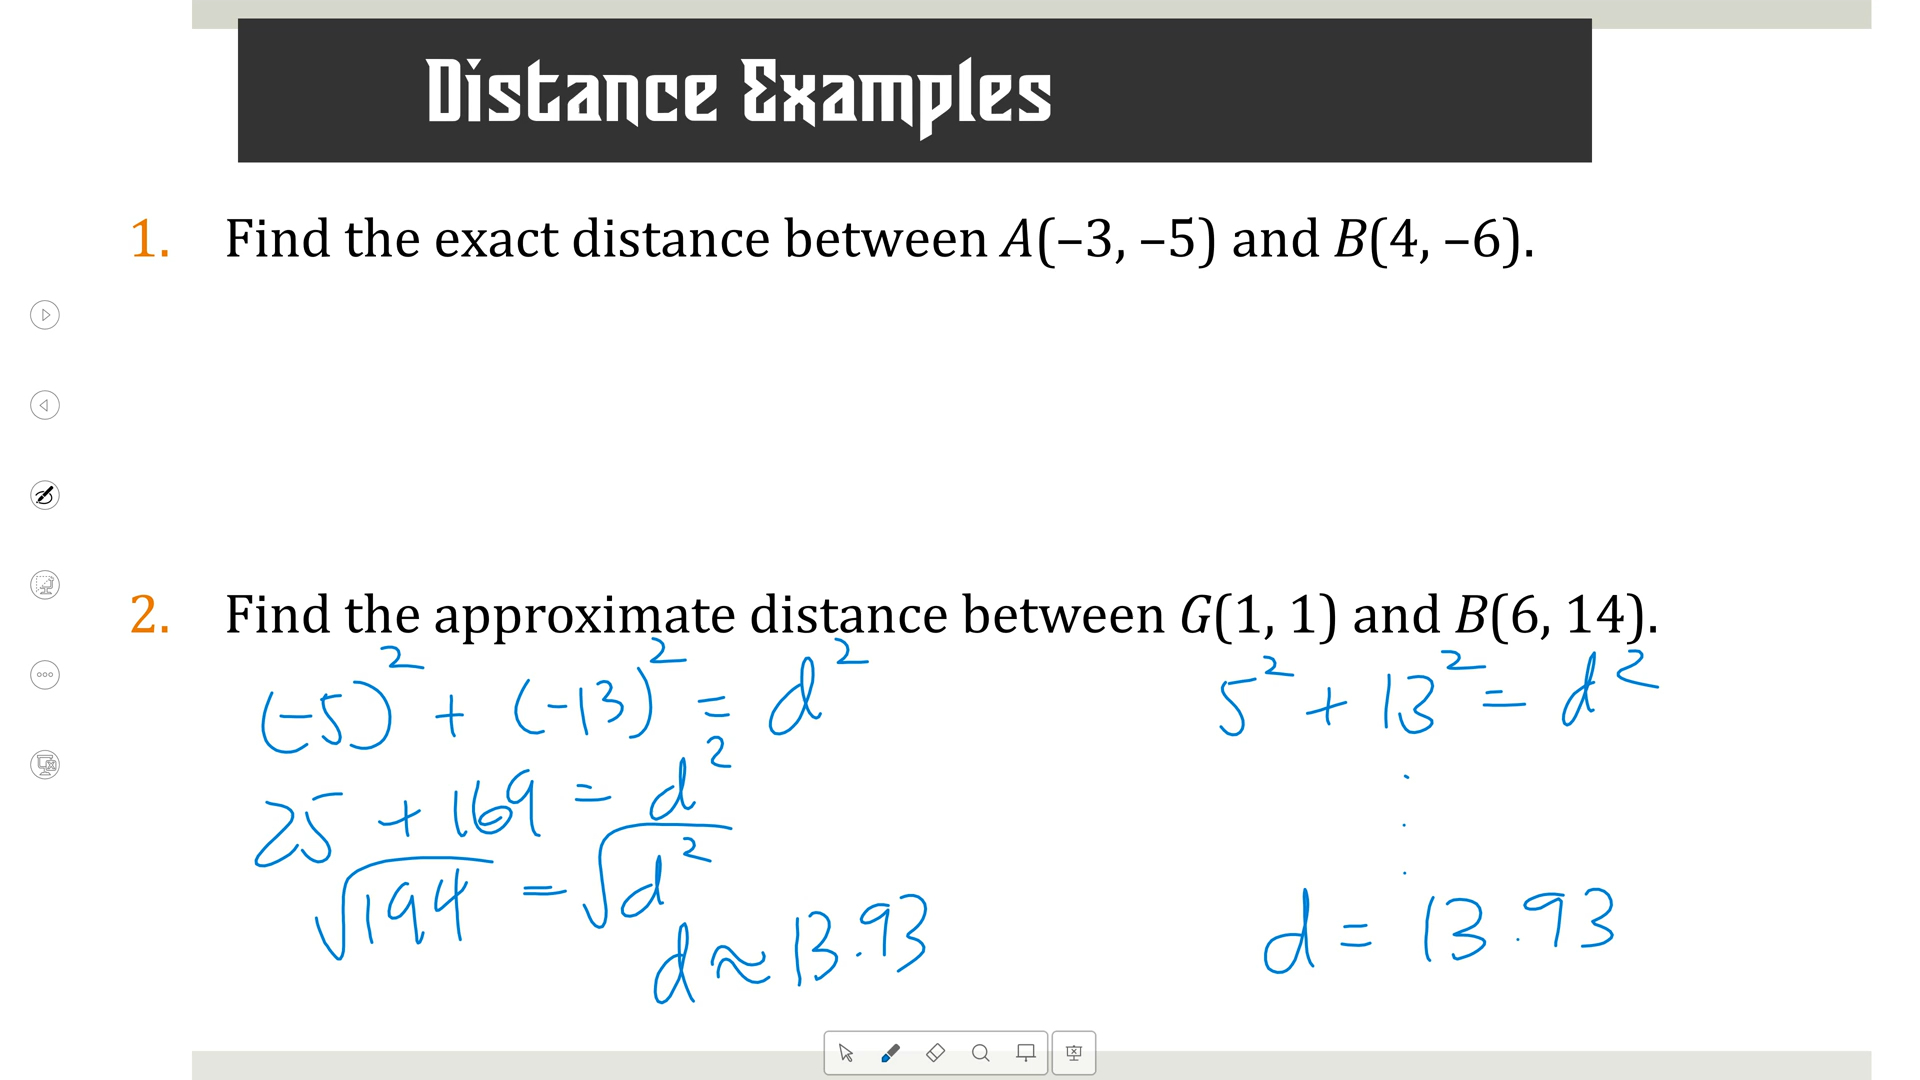 Distance Examples
1. Find the exact distance between A(–3, –5) and B(4, –6).
2. Find the approximate distance between G(1, 1) and B(6, 14).
(-5)² + (-13)² = d²
5² + 13² = d²
25 + 169 = d²
√194 = √d²
d ≈ 13.93
d = 13.93